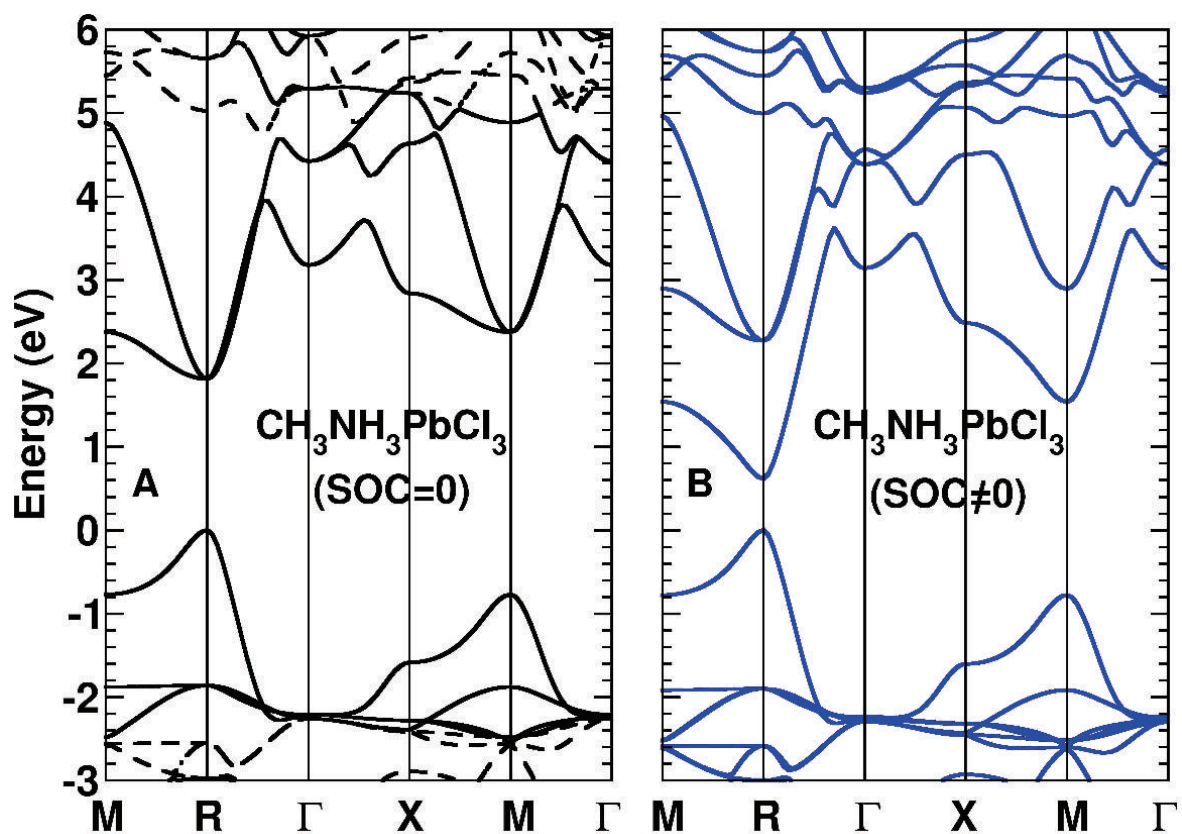 Energy (eV)
6
5
4
3
2
1
0
-1
-2
-3
A
CH₃NH₃PbCl₃
(SOC=0)
M R Γ X M Γ
B
CH₃NH₃PbCl₃
(SOC≠0)
M R Γ X M Γ